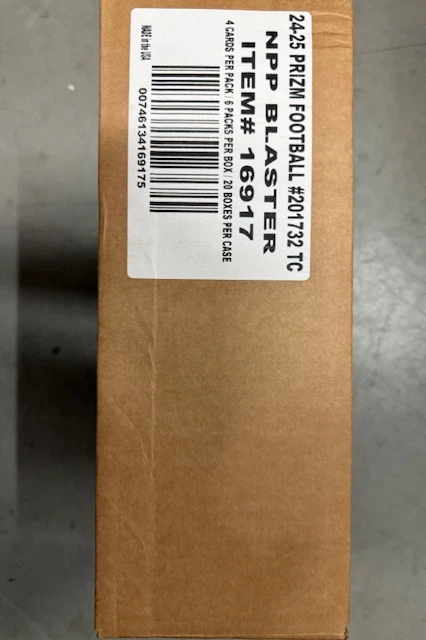 24-25 PRIZM FOOTBALL #201732 TC
NPP BLASTER
ITEM# 16917
4 CARDS PER PACK / 6 PACKS PER BOX / 20 BOXES PER CASE
00746134169175
MADE in the USA